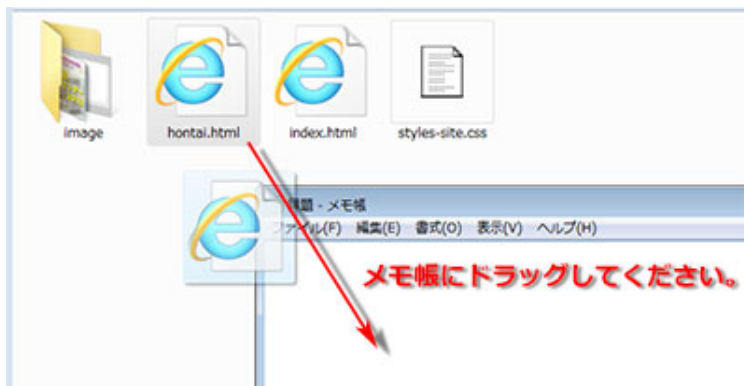 image
hontai.html
index.html
styles-site.css
題 - メモ帳
ファイル(F) 編集(E) 書式(O) 表示(V) ヘルプ(H)
メモ帳にドラッグしてください。